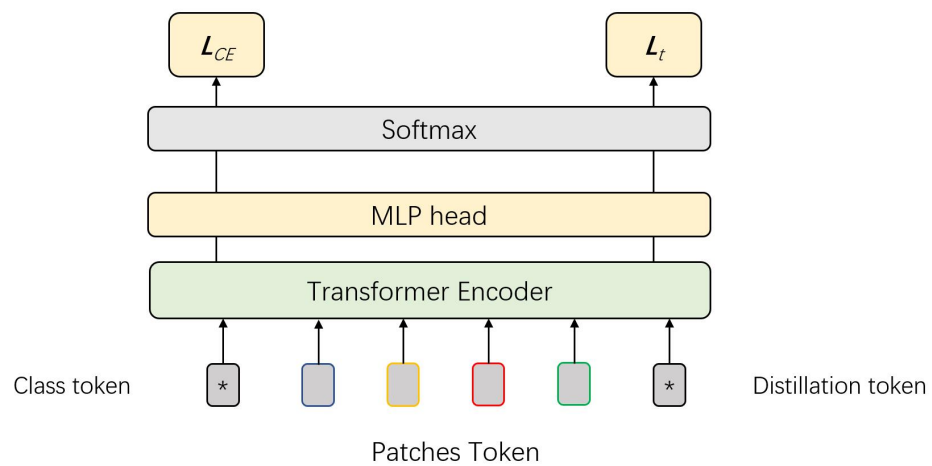 L_CE L_t
Softmax
MLP head
Transformer Encoder
Class token * * Distillation token
Patches Token